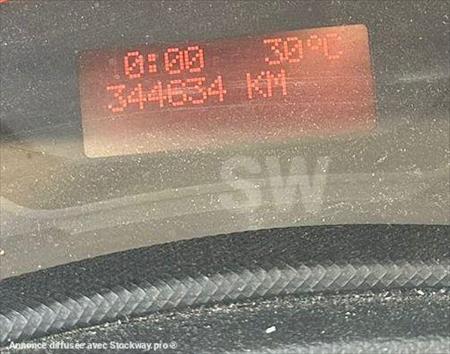 0:00 30°C
344634 KM
SW
Annonce diffusée avec Stockway.pro ®